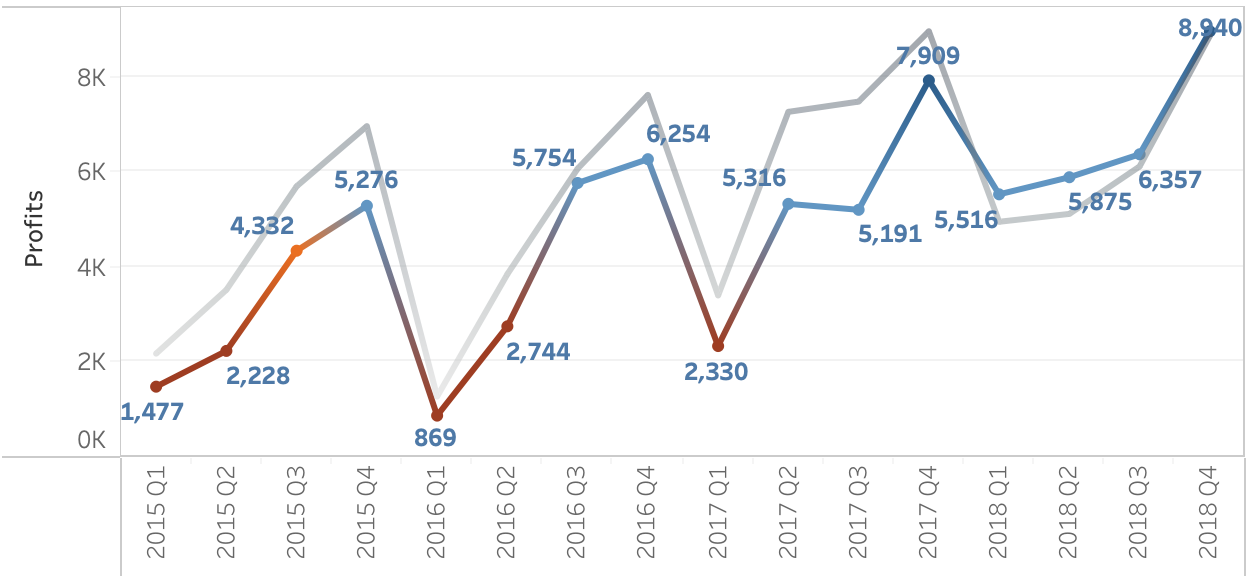 Profits
8K
6K
4K
2K
0K
1,477
2,228
4,332
5,276
869
2,744
5,754
6,254
2,330
5,316
5,191
7,909
5,516
5,875
6,357
8,940
2015 Q1
2015 Q2
2015 Q3
2015 Q4
2016 Q1
2016 Q2
2016 Q3
2016 Q4
2017 Q1
2017 Q2
2017 Q3
2017 Q4
2018 Q1
2018 Q2
2018 Q3
2018 Q4